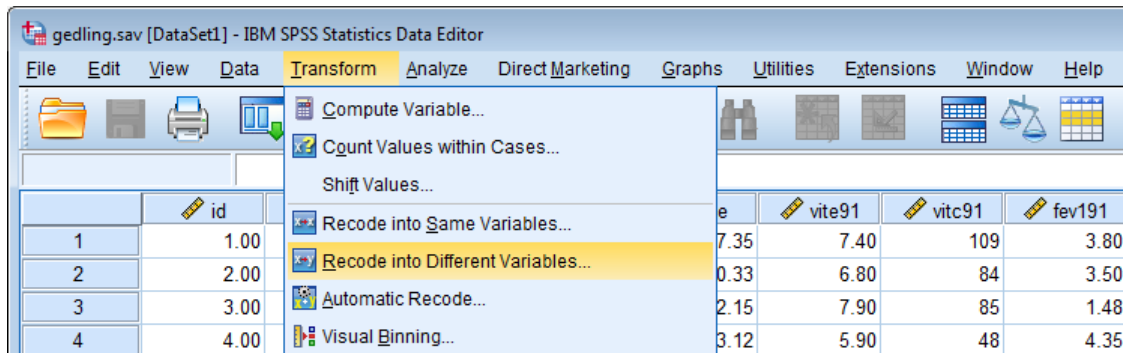 gedling.sav [DataSet1] - IBM SPSS Statistics Data Editor
File Edit View Data Transform Analyze Direct Marketing Graphs Utilities Extensions Window Help
Compute Variable...
Count Values within Cases...
Shift Values...
Recode into Same Variables...
Recode into Different Variables...
Automatic Recode...
Visual Binning...
id e vite91 vitc91 fev191
1 1.00 7.35 7.40 109 3.80
2 2.00 0.33 6.80 84 3.50
3 3.00 2.15 7.90 85 1.48
4 4.00 3.12 5.90 48 4.35